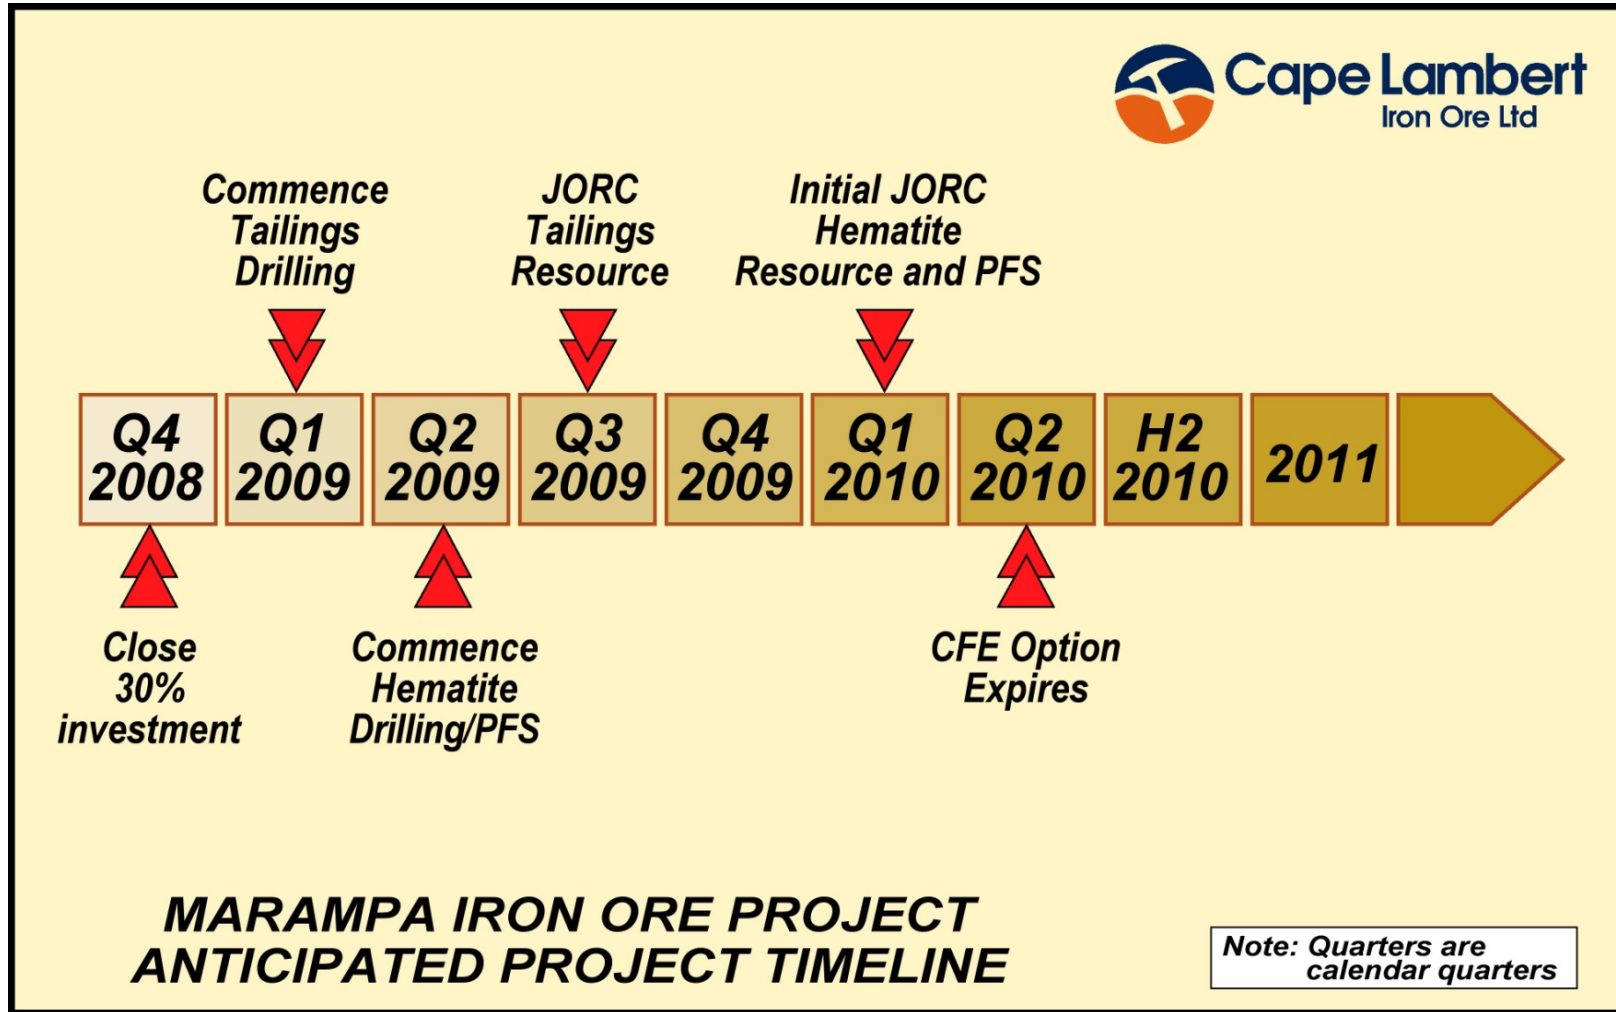 Cape Lambert
Iron Ore Ltd
Commence
Tailings
Drilling
JORC
Tailings
Resource
Initial JORC
Hematite
Resource and PFS
Q4
2008
Q1
2009
Q2
2009
Q3
2009
Q4
2009
Q1
2010
Q2
2010
H2
2010
2011
Close
30%
investment
Commence
Hematite
Drilling/PFS
CFE Option
Expires
MARAMPA IRON ORE PROJECT
ANTICIPATED PROJECT TIMELINE
Note: Quarters are
calendar quarters